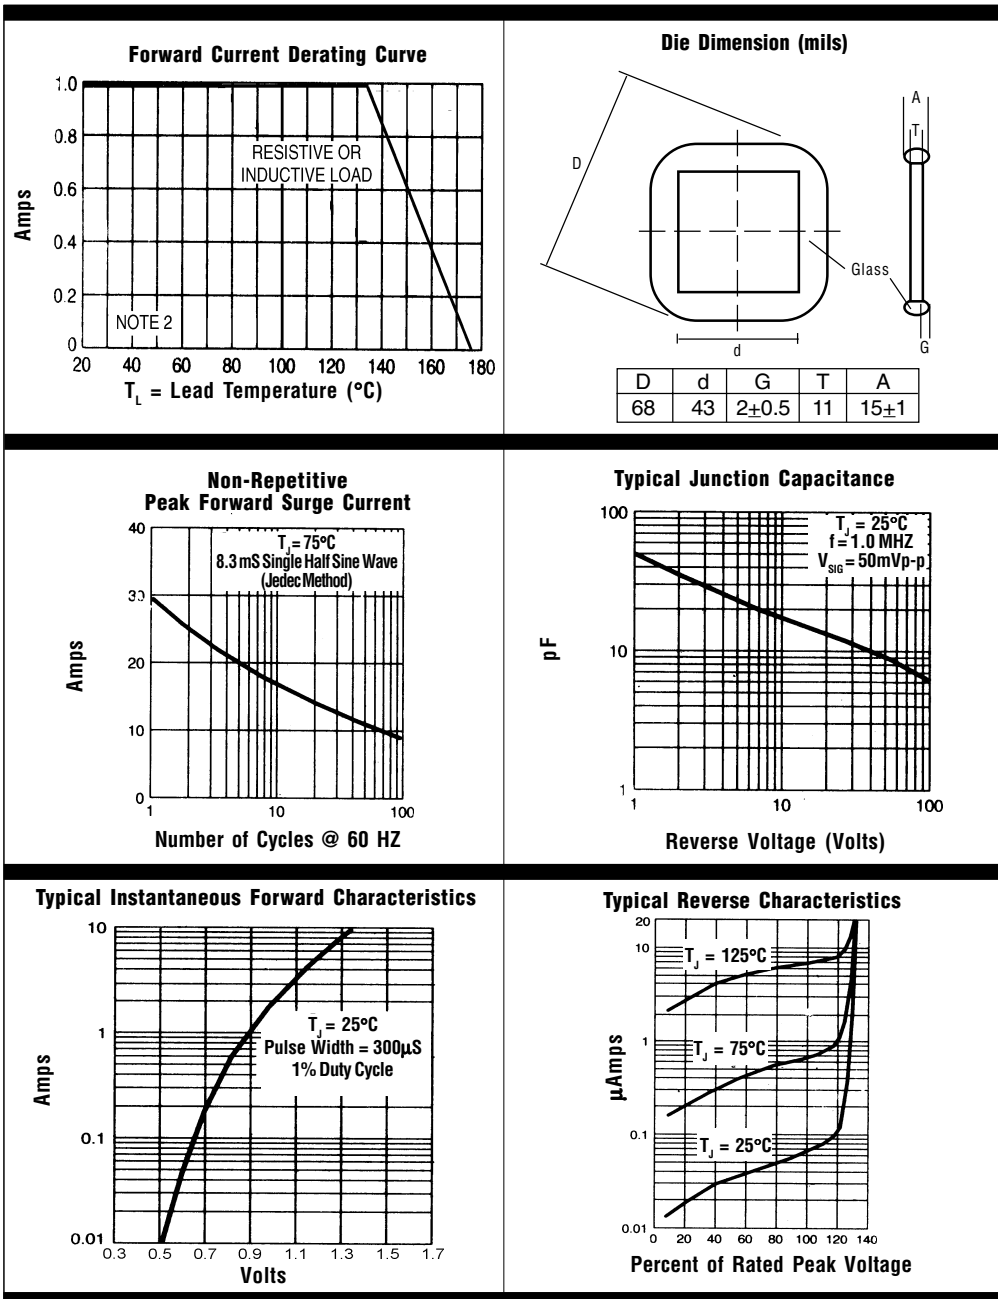 Forward Current Derating Curve
1.0
0.8
0.6
0.4
0.2
0
Amps
RESISTIVE OR
INDUCTIVE LOAD
NOTE 2
20 40 60 80 100 120 140 160 180
TL = Lead Temperature (°C)
Die Dimension (mils)
D
A
T
Glass
G
d
D d G T A
68 43 2±0.5 11 15±1
Non-Repetitive
Peak Forward Surge Current
40
30
20
10
0
Amps
TJ = 75°C
8.3 mS Single Half Sine Wave
(Jedec Method)
1 10 100
Number of Cycles @ 60 HZ
Typical Junction Capacitance
100
10
1
pF
TJ = 25°C
f = 1.0 MHZ
VSIG = 50mVp-p
1 10 100
Reverse Voltage (Volts)
Typical Instantaneous Forward Characteristics
10
1
0.1
0.01
Amps
TJ = 25°C
Pulse Width = 300µS
1% Duty Cycle
0.3 0.5 0.7 0.9 1.1 1.3 1.5 1.7
Volts
Typical Reverse Characteristics
20
10
1
0.1
0.01
µAmps
TJ = 125°C
TJ = 75°C
TJ = 25°C
0 20 40 60 80 100 120 140
Percent of Rated Peak Voltage